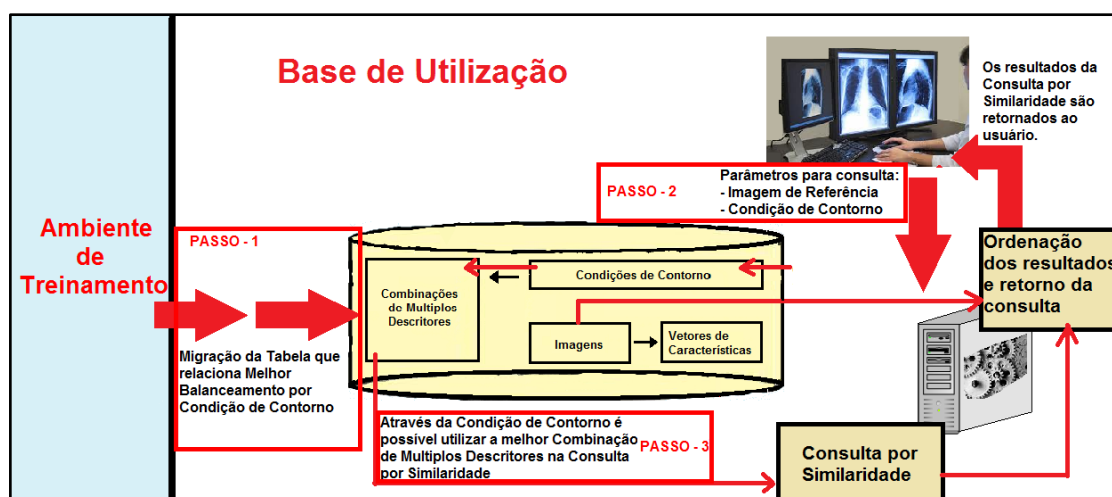 Base de Utilização
Os resultados da
Consulta por
Similaridade são
retornados ao
usuário.
PASSO - 2
Parâmetros para consulta:
- Imagem de Referência
- Condição de Contorno
Ambiente
de
Treinamento
PASSO - 1
Migração da Tabela que
relaciona Melhor
Balanceamento por
Condição de Contorno
Combinações
de Multiplos
Descritores
Condições de Contorno
Imagens
Vetores de
Características
Ordenação
dos resultados
e retorno da
consulta
Através da Condição de Contorno é
possível utilizar a melhor Combinação
de Multiplos Descritores na Consulta
por Similaridade
PASSO - 3
Consulta por
Similaridade